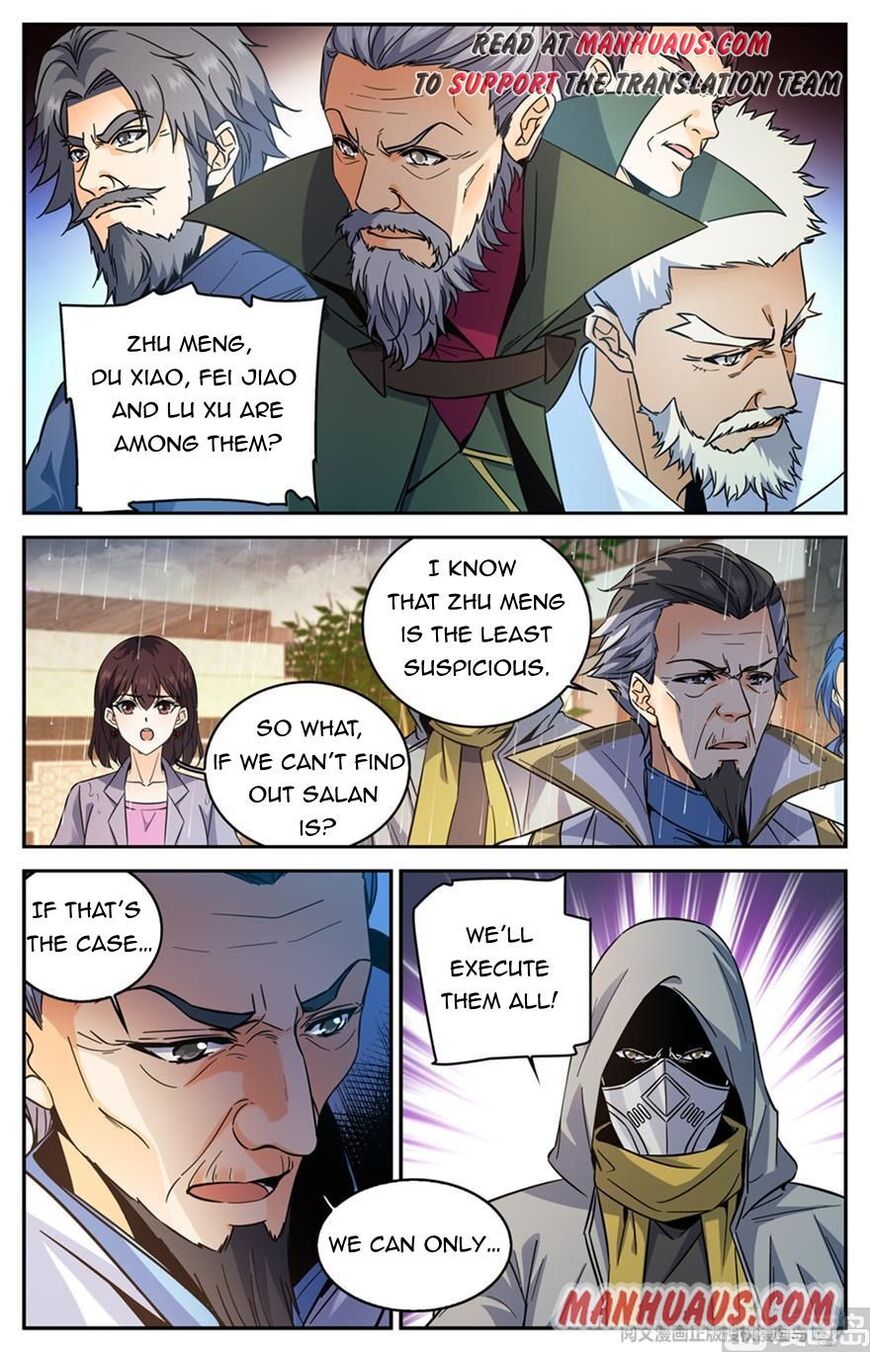 READ AT MANHUAUS.COM
TO SUPPORT THE TRANSLATION TEAM
ZHU MENG,
DU XIAO, FEI JIAO
AND LU XU ARE
AMONG THEM?
I KNOW
THAT ZHU MENG
IS THE LEAST
SUSPICIOUS.
SO WHAT,
IF WE CAN'T FIND
OUT SALAN
IS?
IF THAT'S
THE CASE...
WE CAN ONLY...
WE'LL
EXECUTE
THEM ALL!
MANHUAUS.COM